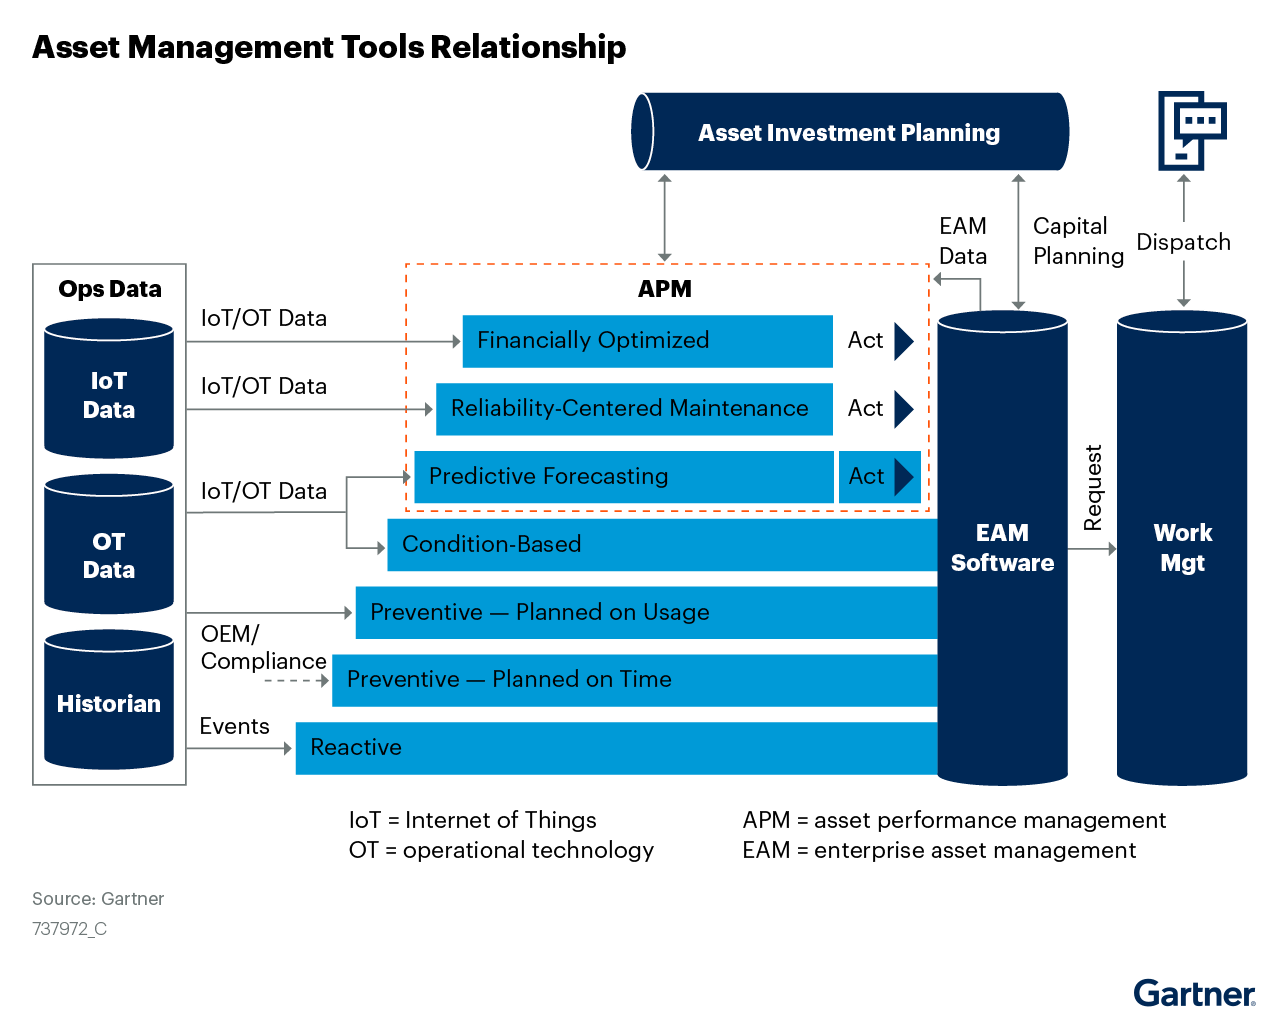 Asset Management Tools Relationship
Asset Investment Planning
EAM
Data
Capital
Planning
Dispatch
Ops Data
IoT
Data
OT
Data
Historian
IoT/OT Data
IoT/OT Data
IoT/OT Data
OEM/
Compliance
Events
APM
Financially Optimized
Act
Reliability-Centered Maintenance
Act
Predictive Forecasting
Act
Condition-Based
Preventive — Planned on Usage
Preventive — Planned on Time
Reactive
EAM
Software
Request
Work
Mgt
IoT = Internet of Things
OT = operational technology
APM = asset performance management
EAM = enterprise asset management
Source: Gartner
737972_C
Gartner®